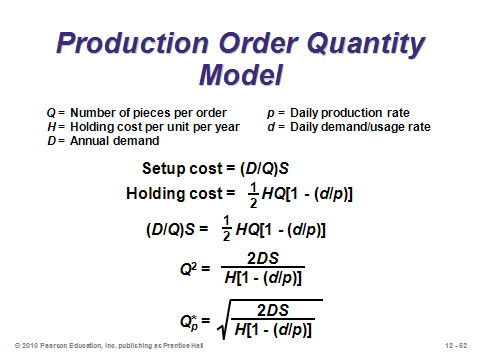 Production Order Quantity
Model
Q = Number of pieces per order p = Daily production rate
H = Holding cost per unit per year d = Daily demand/usage rate
D = Annual demand
Setup cost = (D/Q)S
Holding cost = 1/2 HQ[1 - (d/p)]
(D/Q)S = 1/2 HQ[1 - (d/p)]
Q² = 2DS / H[1 - (d/p)]
Q*p = √ 2DS / H[1 - (d/p)]
© 2010 Pearson Education, Inc. publishing as Prentice Hall 12 - 52